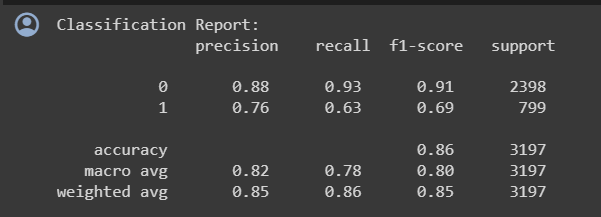 Classification Report:
precision recall f1-score support
0 0.88 0.93 0.91 2398
1 0.76 0.63 0.69 799
accuracy 0.86 3197
macro avg 0.82 0.78 0.80 3197
weighted avg 0.85 0.86 0.85 3197